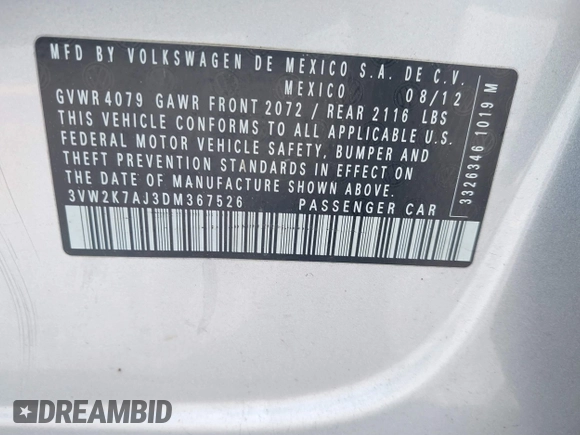 MFD BY VOLKSWAGEN DE MEXICO S.A. DE C.V.
MEXICO 08/12
GVWR 4079 GAWR FRONT 2072 / REAR 2116 LBS
THIS VEHICLE CONFORMS TO ALL APPLICABLE U.S.
FEDERAL MOTOR VEHICLE SAFETY, BUMPER AND
THEFT PREVENTION STANDARDS IN EFFECT ON
THE DATE OF MANUFACTURE SHOWN ABOVE.
3VW2K7AJ3DM367526 PASSENGER CAR
3326346 1019 M
DREAMBID